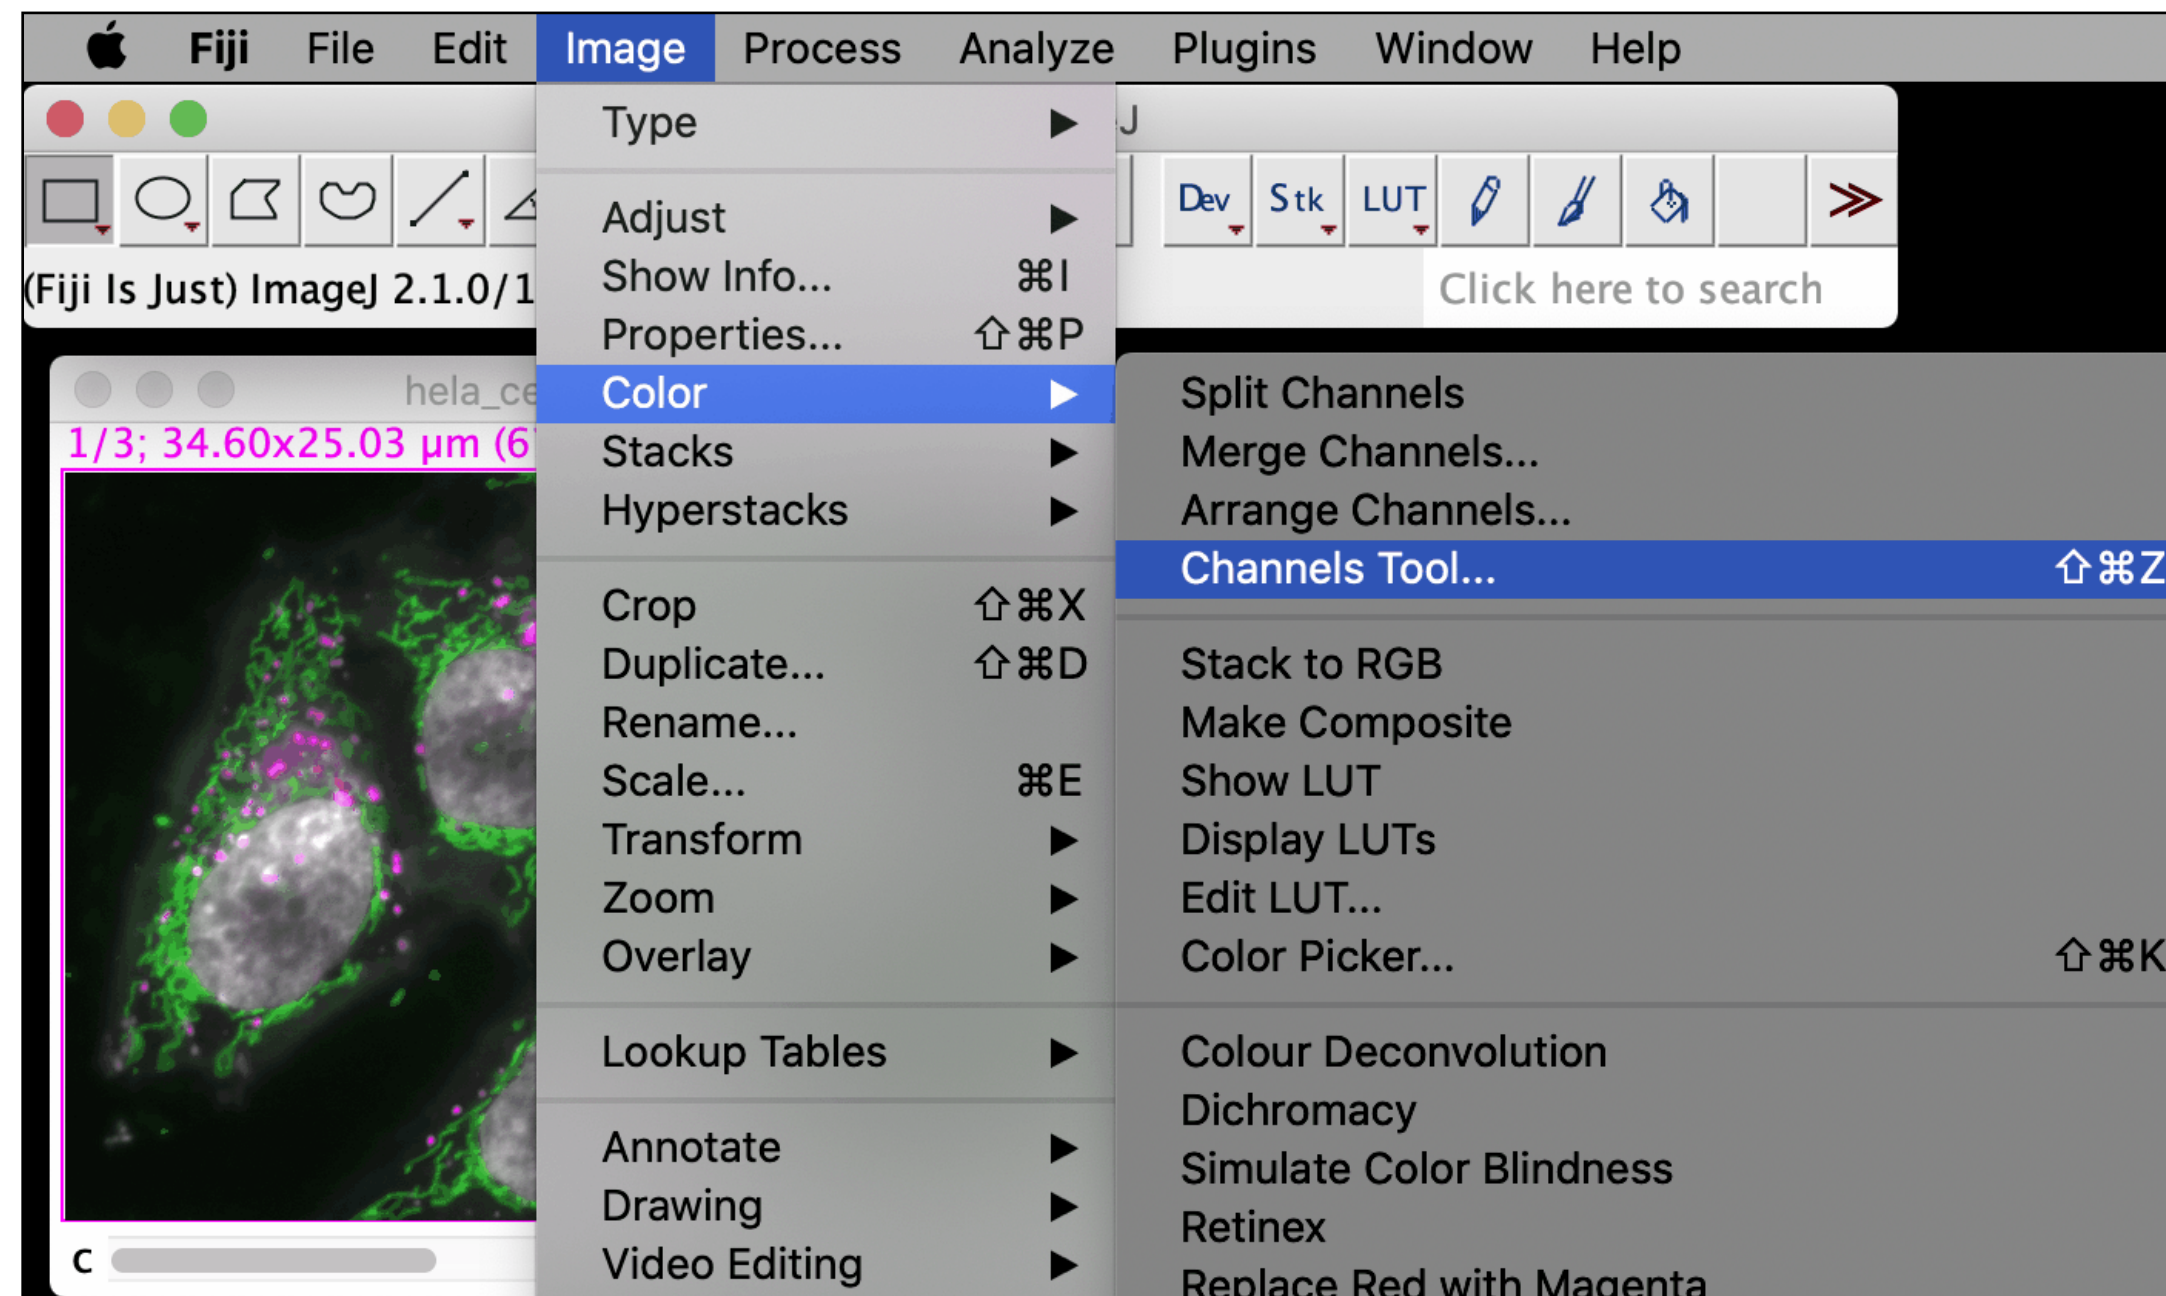 Fiji File Edit Image Process Analyze Plugins Window Help
Dev Stk LUT
(Fiji Is Just) ImageJ 2.1.0/1
Click here to search
1/3; 34.60x25.03 µm
C
Type
Adjust
Show Info... ⌘I
Properties... ⇧⌘P
Color
Stacks
Hyperstacks
Crop ⇧⌘X
Duplicate... ⇧⌘D
Rename...
Scale... ⌘E
Transform
Zoom
Overlay
Lookup Tables
Annotate
Drawing
Video Editing
Split Channels
Merge Channels...
Arrange Channels...
Channels Tool... ⇧⌘Z
Stack to RGB
Make Composite
Show LUT
Display LUTs
Edit LUT...
Color Picker... ⇧⌘K
Colour Deconvolution
Dichromacy
Simulate Color Blindness
Retinex
Replace Red with Magenta